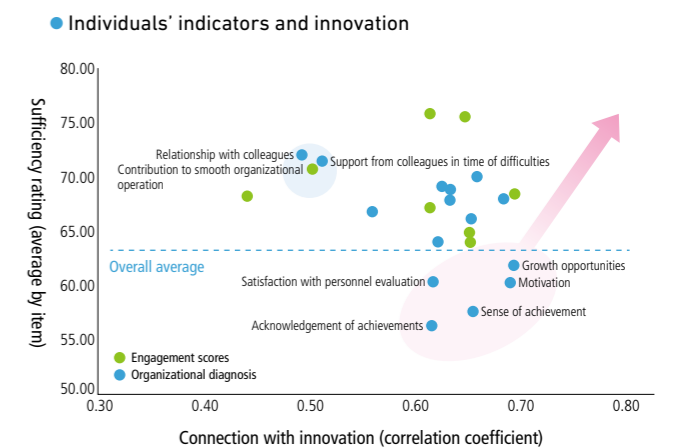 Individuals' indicators and innovation
80.00
75.00
70.00
65.00
60.00
55.00
50.00
Sufficiency rating (average by item)
Relationship with colleagues
Contribution to smooth organizational
operation
Support from colleagues in time of difficulties
Overall average
Growth opportunities
Satisfaction with personnel evaluation
Motivation
Sense of achievement
Acknowledgement of achievements
Engagement scores
Organizational diagnosis
0.30 0.40 0.50 0.60 0.70 0.80
Connection with innovation (correlation coefficient)